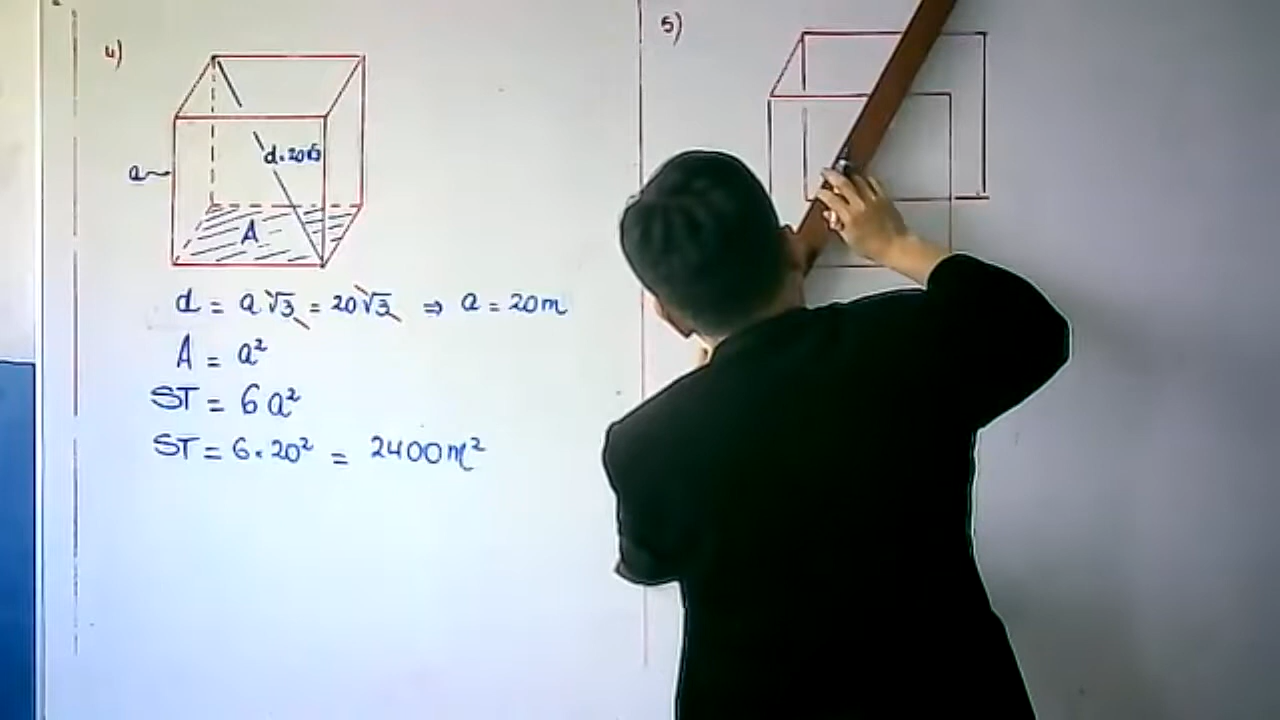 4)
a
d=20√3
A
d = a√3 = 20√3 ⇒ a = 20m
A = a²
ST = 6a²
ST = 6.20² = 2400m²
5)